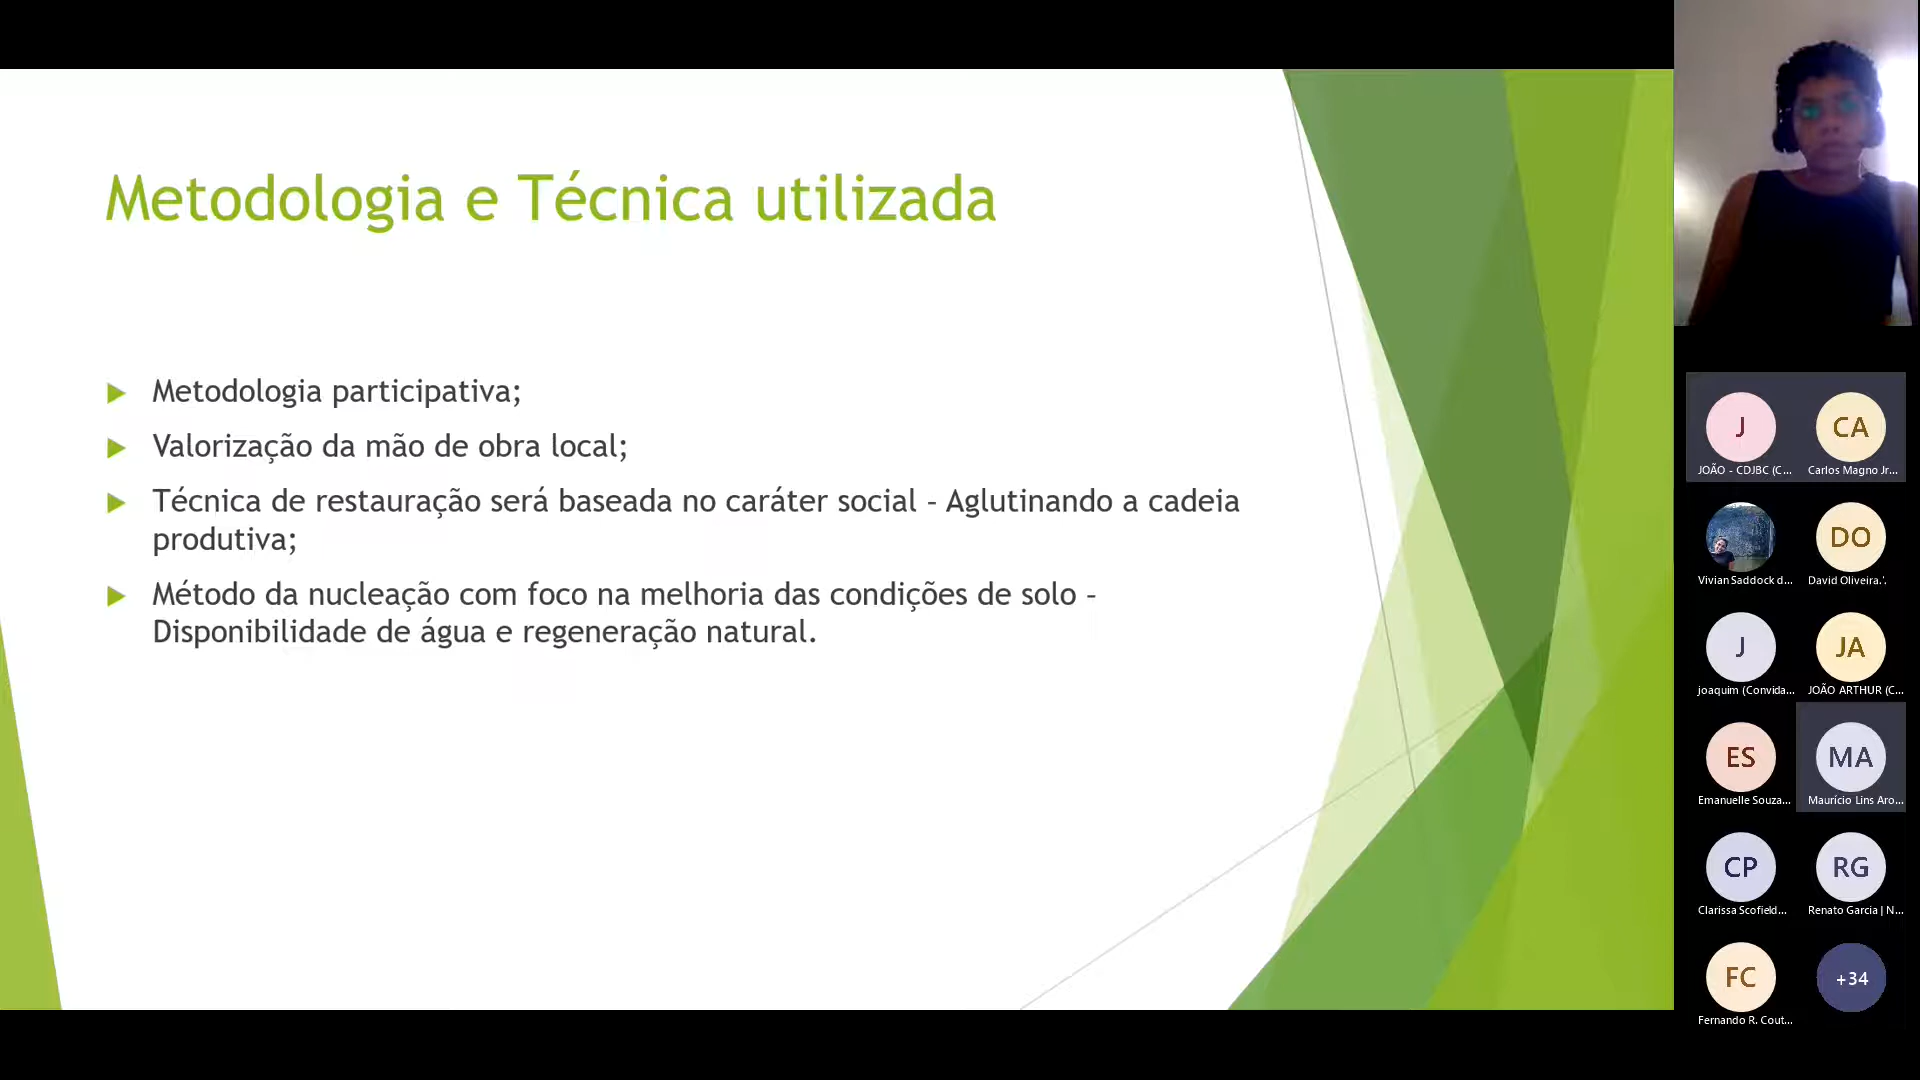 Metodologia e Técnica utilizada
Metodologia participativa;
Valorização da mão de obra local;
Técnica de restauração será baseada no caráter social – Aglutinando a cadeia
produtiva;
Método da nucleação com foco na melhoria das condições de solo –
Disponibilidade de água e regeneração natural.
J
CA
JOÃO - CDJBC (C...
Carlos Magno Jr...
DO
Vivian Saddock d...
David Oliveira.'.
J
JA
joaquim (Convida...
JOÃO ARTHUR (C...
ES
MA
Emanuelle Souza...
Maurício Lins Aro...
CP
RG
Clarissa Scofield...
Renato Garcia | N...
FC
+34
Fernando R. Cout...